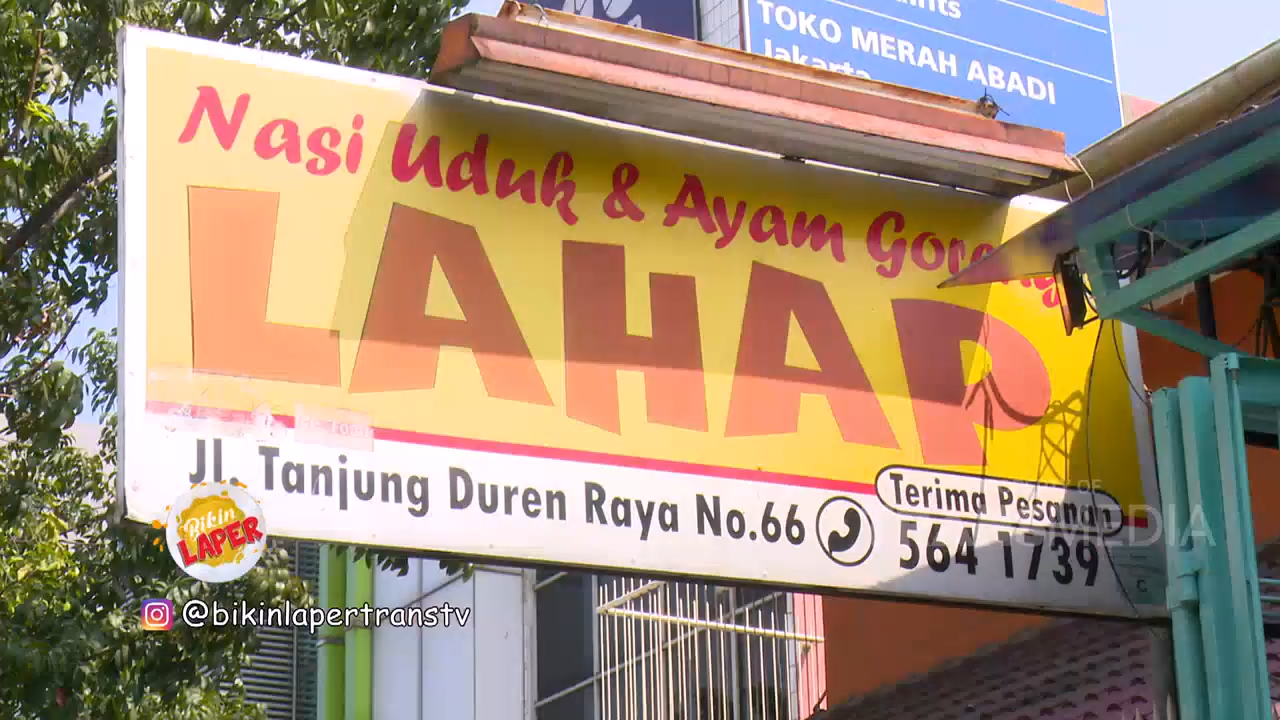 TOKO MERAH ABADI
Jakarta
Nasi Uduk & Ayam Goreng
LAHAP
Jl. Tanjung Duren Raya No.66
Terima Pesanan
564 1739
Bikin
LAPER
@bikinlapertranstv